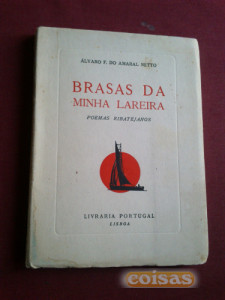 ÁLVARO F. DO AMARAL NETTO
BRASAS DA
MINHA LAREIRA
POEMAS RIBATEJANOS
LIVRARIA PORTUGAL
LISBOA
coisas